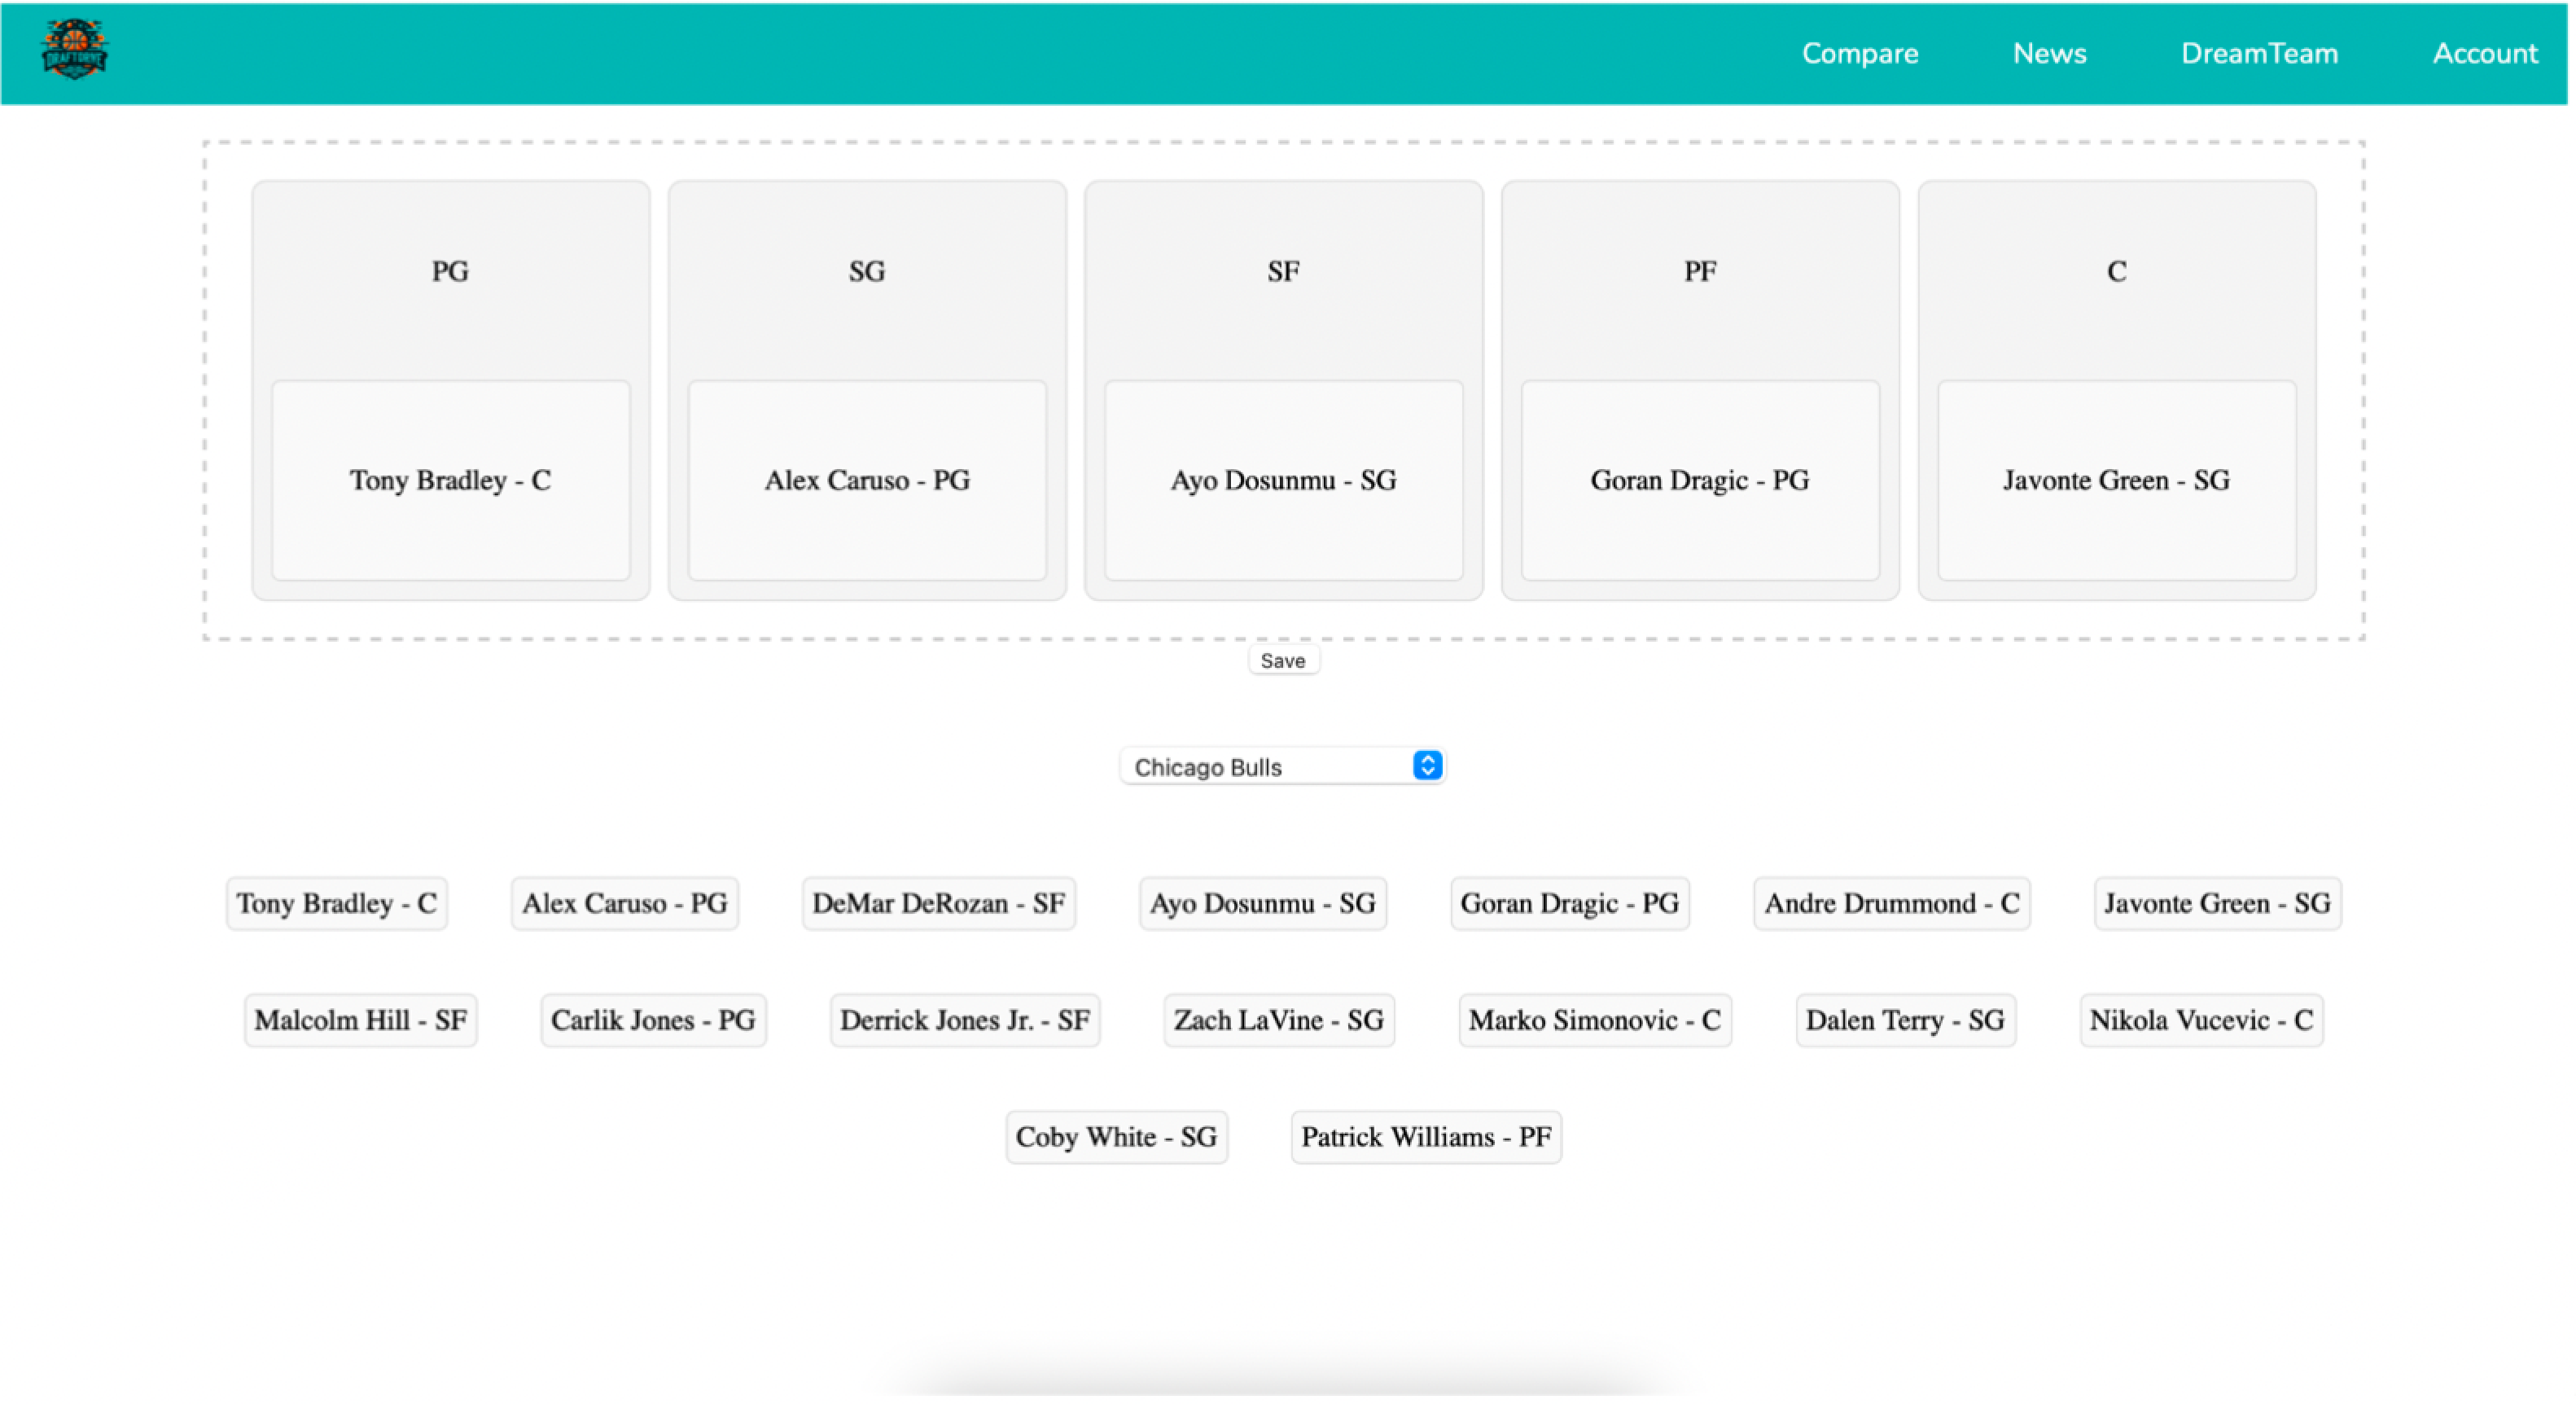 Compare News DreamTeam Account
PG SG SF PF C
Tony Bradley - C Alex Caruso - PG Ayo Dosunmu - SG Goran Dragic - PG Javonte Green - SG
Save
Chicago Bulls
Tony Bradley - C Alex Caruso - PG DeMar DeRozan - SF Ayo Dosunmu - SG Goran Dragic - PG Andre Drummond - C Javonte Green - SG
Malcolm Hill - SF Carlik Jones - PG Derrick Jones Jr. - SF Zach LaVine - SG Marko Simonovic - C Dalen Terry - SG Nikola Vucevic - C
Coby White - SG Patrick Williams - PF